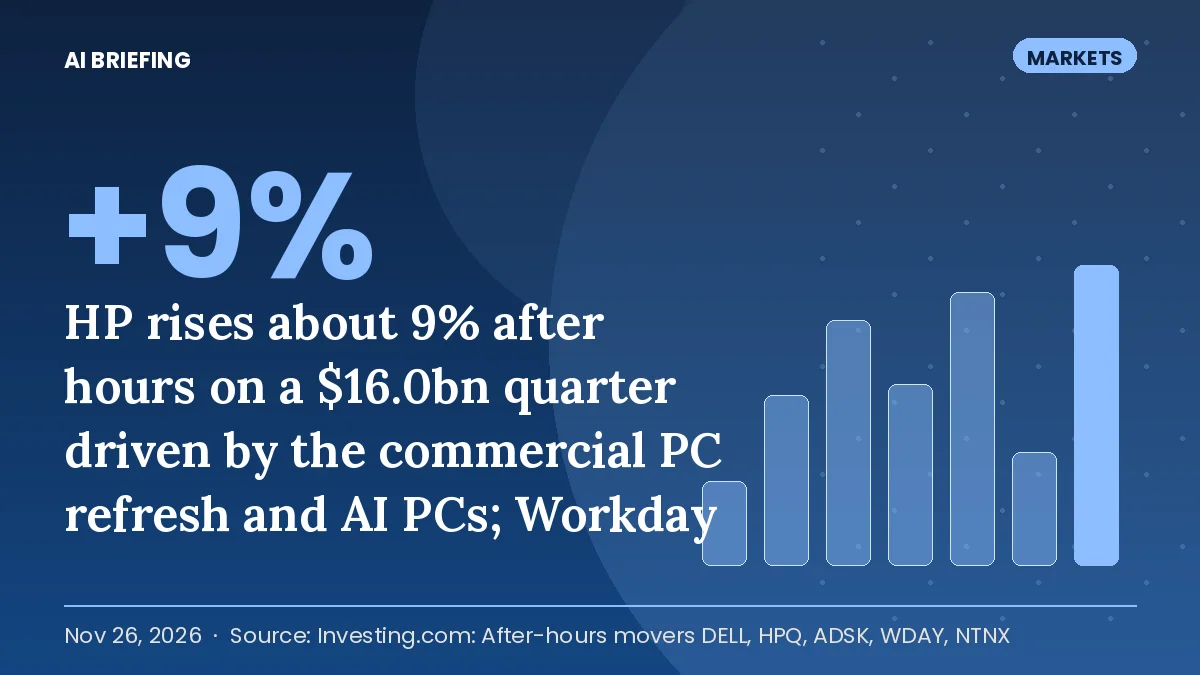 AI BRIEFING
MARKETS
+9%
HP rises about 9% after
hours on a $16.0bn quarter
driven by the commercial PC
refresh and AI PCs; Workday
Nov 26, 2026 · Source: Investing.com: After-hours movers DELL, HPQ, ADSK, WDAY, NTNX